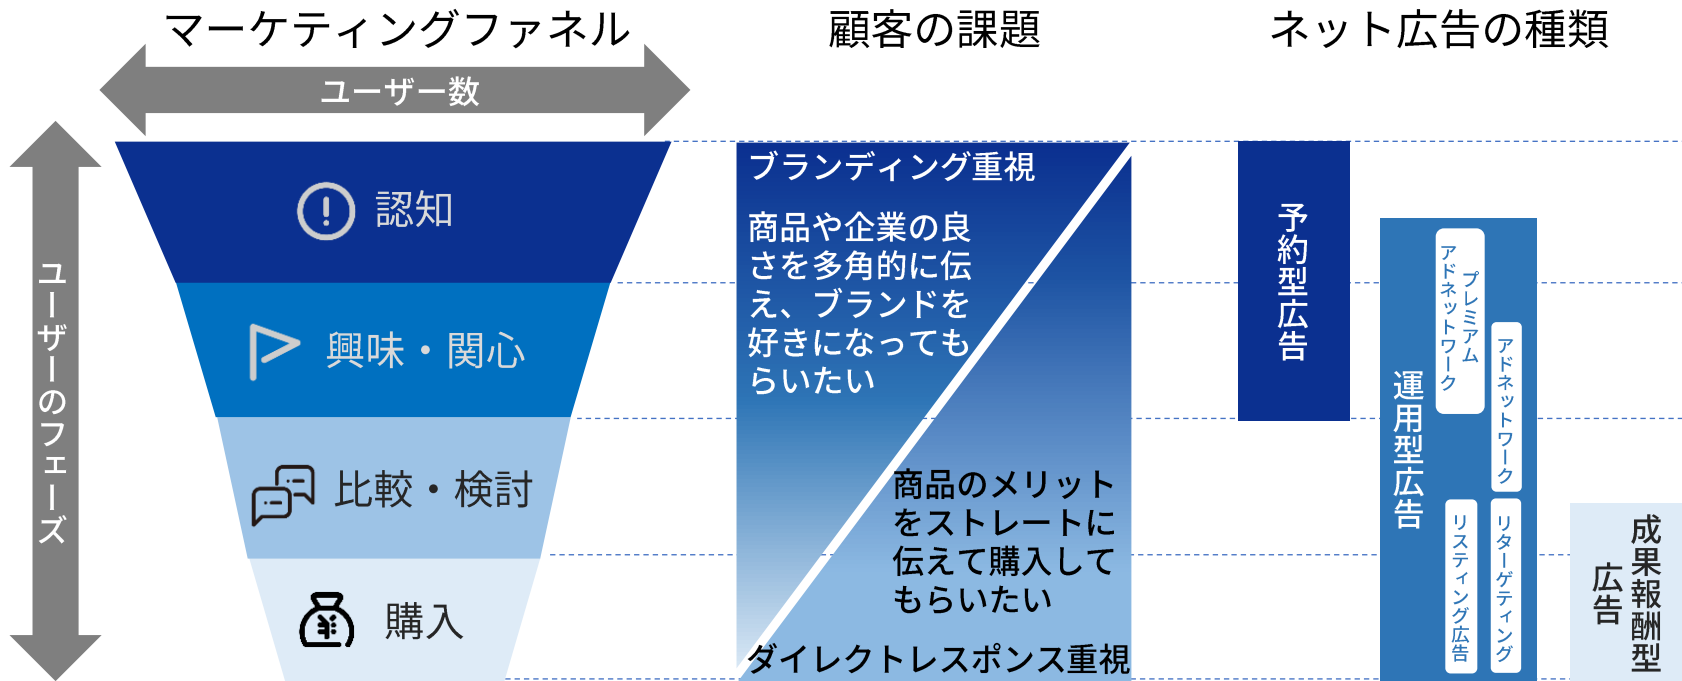 マーケティングファネル
顧客の課題
ネット広告の種類
ユーザー数
ユーザーのフェーズ
認知
興味・関心
比較・検討
購入
ブランディング重視
商品や企業の良
さを多角的に伝
え、ブランドを
好きになっても
らいたい
商品のメリット
をストレートに
伝えて購入して
もらいたい
ダイレクトレスポンス重視
予約型広告
運用型広告
プレミアム
アドネットワーク
アドネットワーク
リスティング広告
リターゲティング
成果報酬型
広告